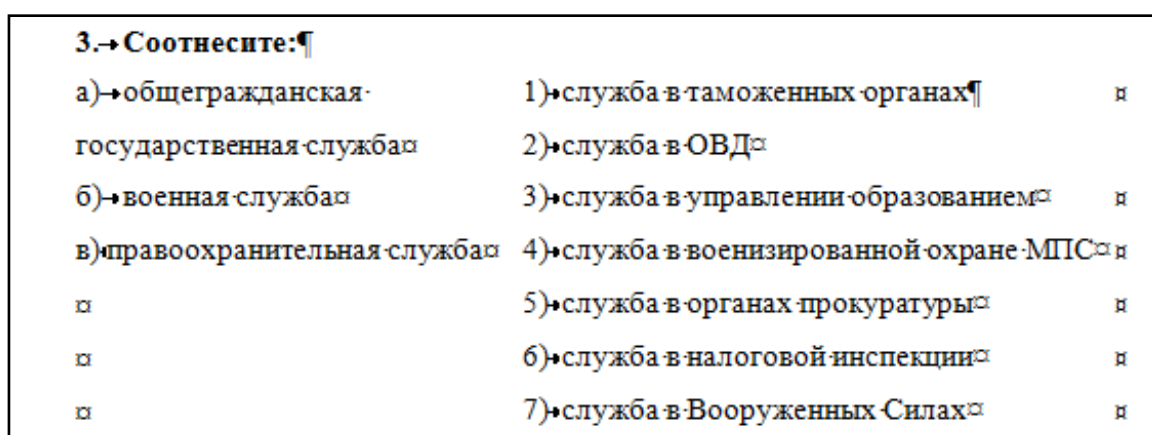 3.→Соотнесите:¶
а)→общегражданская· 1)→служба·в·таможенных·органах¶ ¤
государственная·служба¤ 2)→служба·в·ОВД¤
б)→военная·служба¤ 3)→служба·в·управлении·образованием¤ ¤
в)→правоохранительная·служба¤ 4)→служба·в·военизированной·охране·МПС¤ ¤
¤ 5)→служба·в·органах·прокуратуры¤ ¤
¤ 6)→служба·в·налоговой·инспекции¤ ¤
¤ 7)→служба·в·Вооруженных·Силах¤ ¤